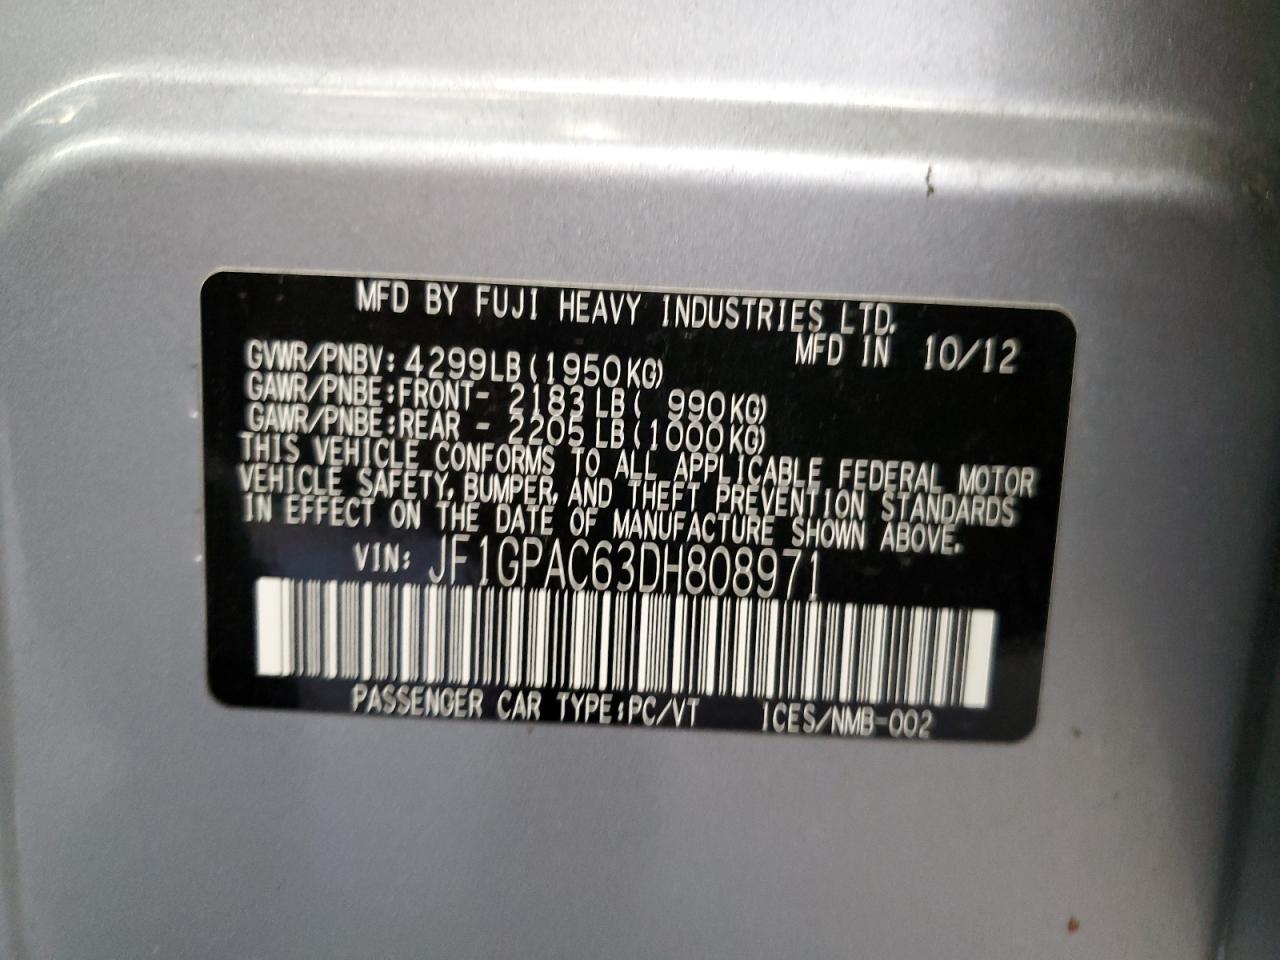 MFD BY FUJI HEAVY INDUSTRIES LTD.
MFD IN 10/12
GVWR/PNBV: 4299LB(1950KG)
GAWR/PNBE:FRONT- 2183LB( 990KG)
GAWR/PNBE:REAR - 2205LB(1000KG)
THIS VEHICLE CONFORMS TO ALL APPLICABLE FEDERAL MOTOR
VEHICLE SAFETY, BUMPER, AND THEFT PREVENTION STANDARDS
IN EFFECT ON THE DATE OF MANUFACTURE SHOWN ABOVE.
VIN: JF1GPAC63DH808971
PASSENGER CAR TYPE:PC/VT ICES/NMB-002